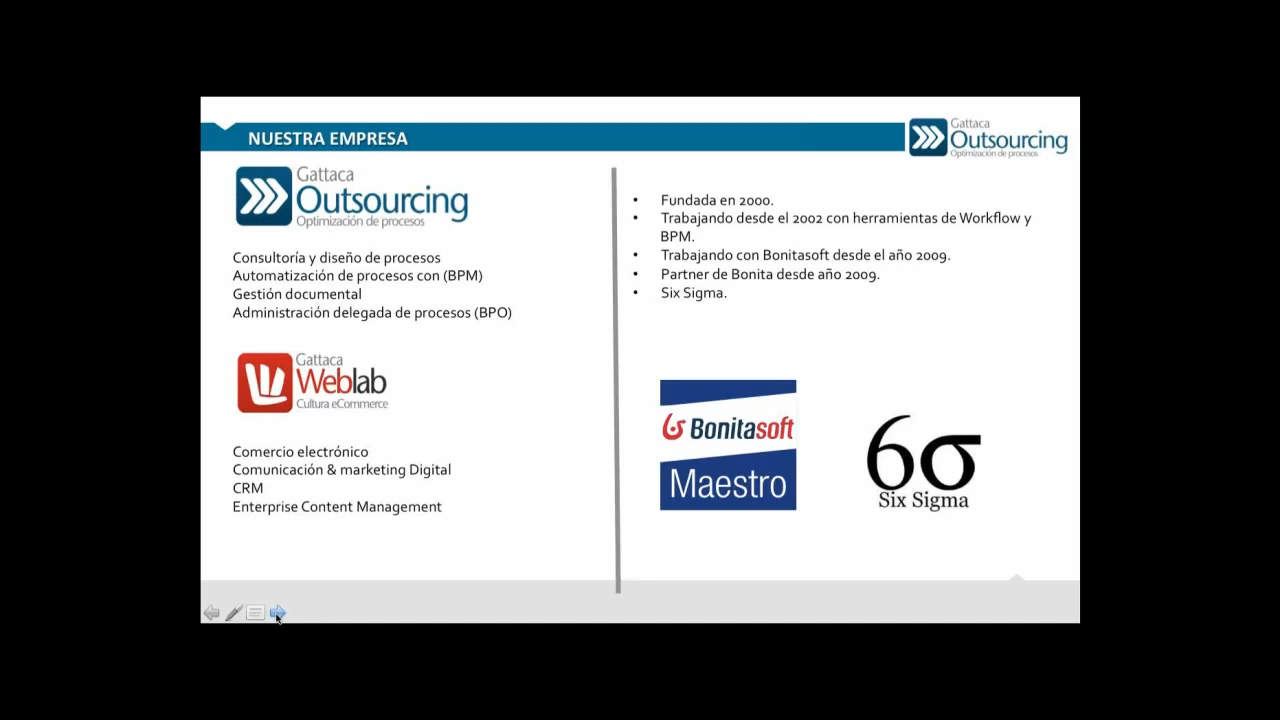 NUESTRA EMPRESA
Gattaca
Outsourcing
Optimización de procesos
Gattaca
Outsourcing
Optimización de procesos
Consultoría y diseño de procesos
Automatización de procesos con (BPM)
Gestión documental
Administración delegada de procesos (BPO)
Gattaca
Weblab
Cultura eCommerce
Comercio electrónico
Comunicación & marketing Digital
CRM
Enterprise Content Management
• Fundada en 2000.
• Trabajando desde el 2002 con herramientas de Workflow y
BPM.
• Trabajando con Bonitasoft desde el año 2009.
• Partner de Bonita desde año 2009.
• Six Sigma.
Bonitasoft
Maestro
6σ
Six Sigma